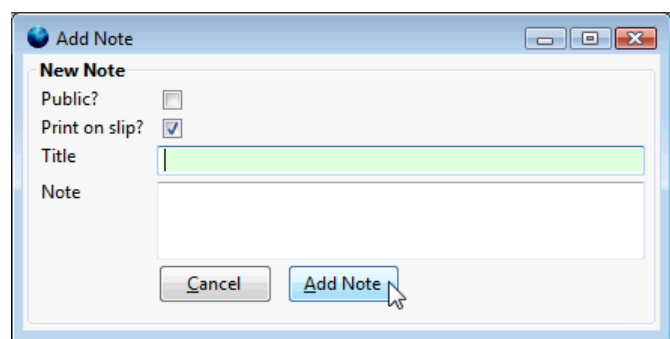 Add Note
New Note
Public?
Print on slip?
Title
Note
Cancel
Add Note